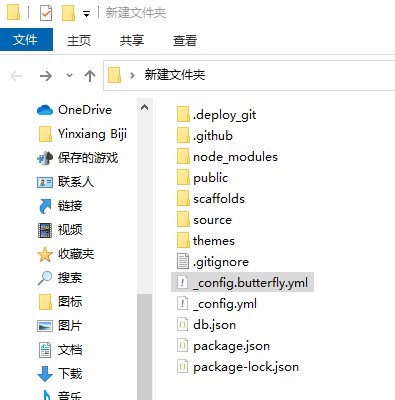 新建文件夹
文件 主页 共享 查看
新建文件夹
OneDrive
Yinxiang Biji
保存的游戏
联系人
链接
视频
收藏夹
搜索
图标
图片
文档
下载
音乐
.deploy_git
.github
node_modules
public
scaffolds
source
themes
.gitignore
_config.butterfly.yml
_config.yml
db.json
package.json
package-lock.json